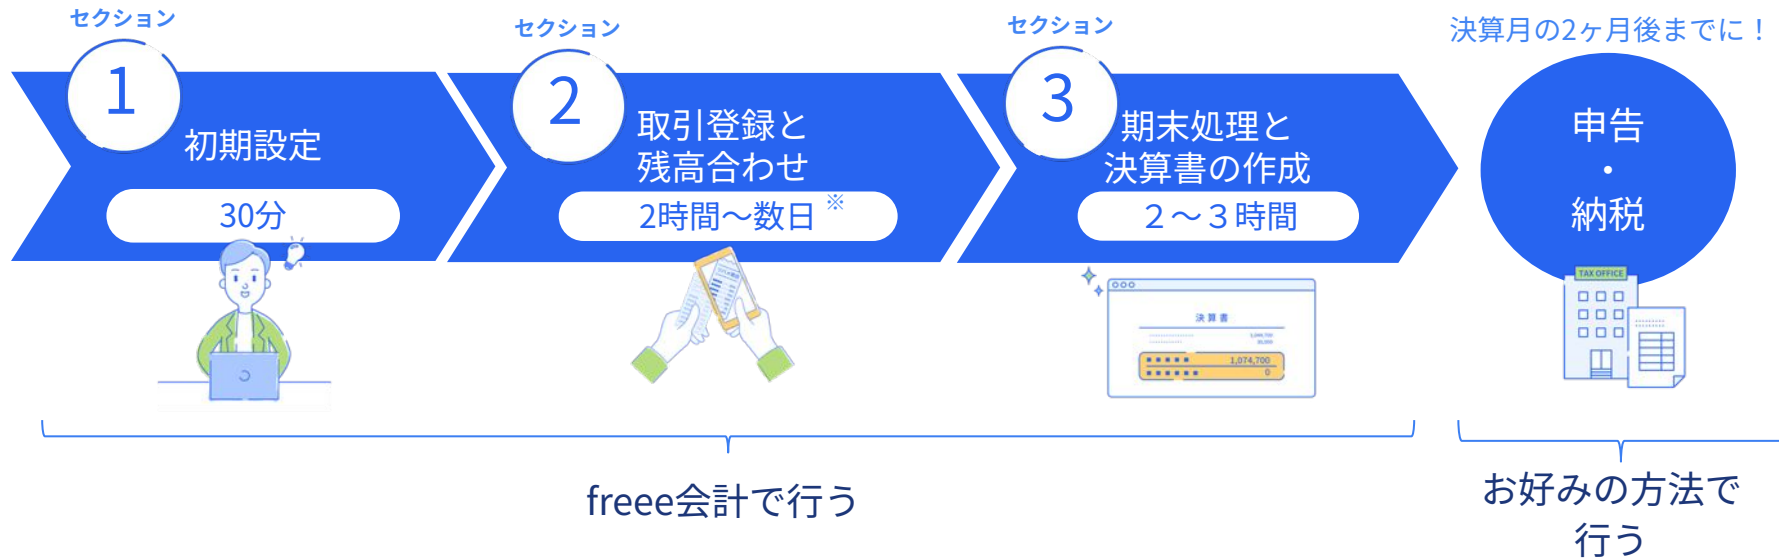 セクション
1
初期設定
30分
セクション
2
取引登録と
残高合わせ
2時間～数日 ※
セクション
3
期末処理と
決算書の作成
２～３時間
決算月の2ヶ月後までに！
申告
・
納税
決算書
1,074,700
0
TAX OFFICE
freee会計で行う
お好みの方法で
行う